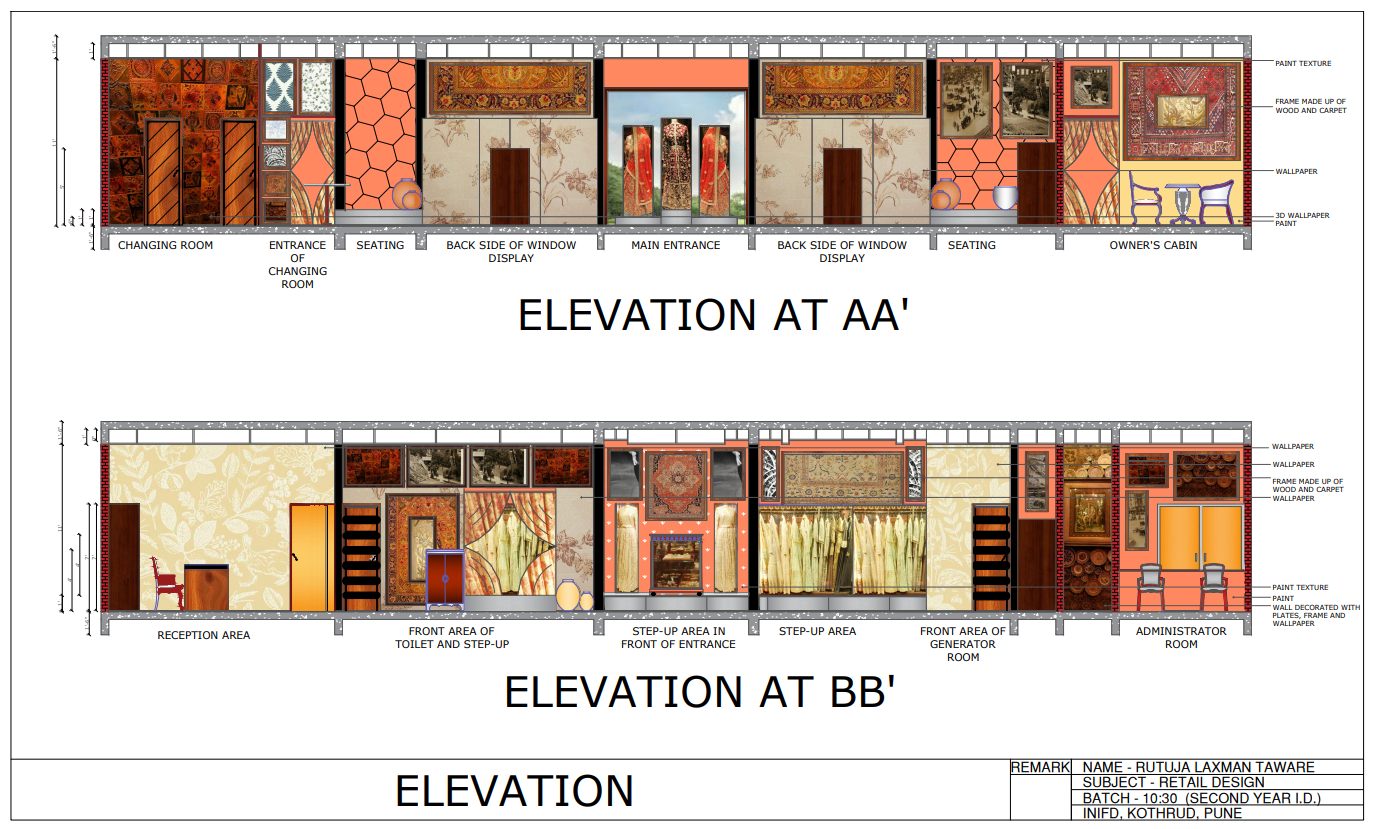 PAINT TEXTURE
FRAME MADE UP OF
WOOD AND CARPET
WALLPAPER
3D WALLPAPER
PAINT
CHANGING ROOM
ENTRANCE
OF
CHANGING
ROOM
SEATING
BACK SIDE OF WINDOW
DISPLAY
MAIN ENTRANCE
BACK SIDE OF WINDOW
DISPLAY
SEATING
OWNER'S CABIN
ELEVATION AT AA'
WALLPAPER
WALLPAPER
FRAME MADE UP OF
WOOD AND CARPET
WALLPAPER
PAINT TEXTURE
PAINT
WALL DECORATED WITH
PLATES, FRAME AND
WALLPAPER
RECEPTION AREA
FRONT AREA OF
TOILET AND STEP-UP
STEP-UP AREA IN
FRONT OF ENTRANCE
STEP-UP AREA
FRONT AREA OF
GENERATOR
ROOM
ADMINISTRATOR
ROOM
ELEVATION AT BB'
ELEVATION
REMARK
NAME - RUTUJA LAXMAN TAWARE
SUBJECT - RETAIL DESIGN
BATCH - 10:30 (SECOND YEAR I.D.)
INIFD, KOTHRUD, PUNE